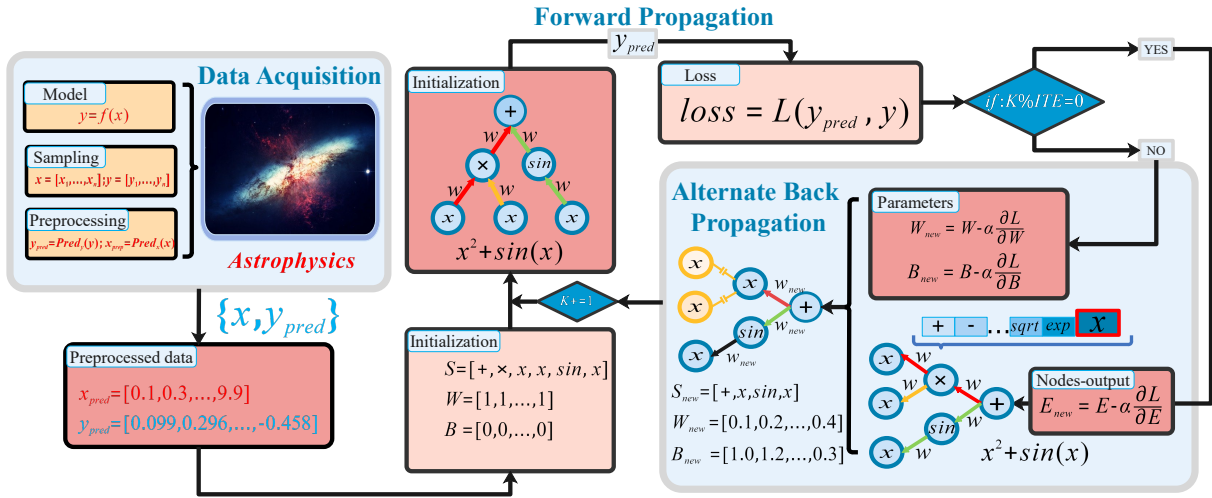 Forward Propagation
Data Acquisition
Model
y=f(x)
Sampling
x = [x₁,...,xₙ];y = [y₁,...,yₙ]
Preprocessing
Astrophysics
{x,y_pred}
Preprocessed data
x_pred=[0.1,0.3,...,9.9]
y_pred=[0.099,0.296,...,-0.458]
Initialization
+
w w
× sin
w w w
x x x
x²+sin(x)
K+=1
Initialization
S=[+,×,x,x,sin,x]
W=[1,1,...,1]
B=[0,0,...,0]
y_pred
Loss
loss = L(y_pred,y)
if:K%ITE=0
YES
NO
Alternate Back
Propagation
x
x
x
w_new
+
sin
w_new
x
w_new
S_new=[+,x,sin,x]
W_new=[0.1,0.2,...,0.4]
B_new=[1.0,1.2,...,0.3]
Parameters
W_new = W-α∂L/∂W
B_new = B-α∂L/∂B
+ - ...sqrt exp x
x
w
×
w
x
w
+
w
sin
w
x
x²+sin(x)
Nodes-output
E_new = E-α∂L/∂E